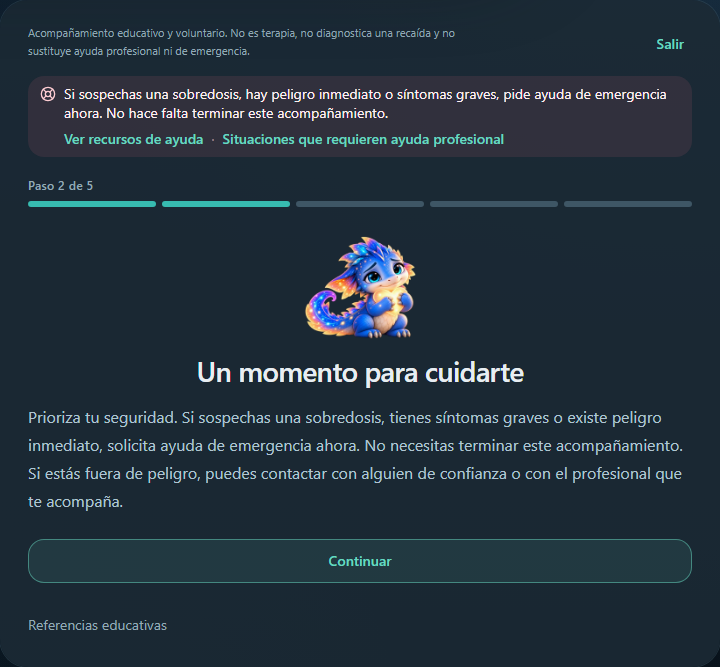 Acompañamiento educativo y voluntario. No es terapia, no diagnostica una recaída y no
sustituye ayuda profesional ni de emergencia.
Salir
Si sospechas una sobredosis, hay peligro inmediato o síntomas graves, pide ayuda de emergencia
ahora. No hace falta terminar este acompañamiento.
Ver recursos de ayuda · Situaciones que requieren ayuda profesional
Paso 2 de 5
Un momento para cuidarte
Prioriza tu seguridad. Si sospechas una sobredosis, tienes síntomas graves o existe peligro
inmediato, solicita ayuda de emergencia ahora. No necesitas terminar este acompañamiento.
Si estás fuera de peligro, puedes contactar con alguien de confianza o con el profesional que
te acompaña.
Continuar
Referencias educativas